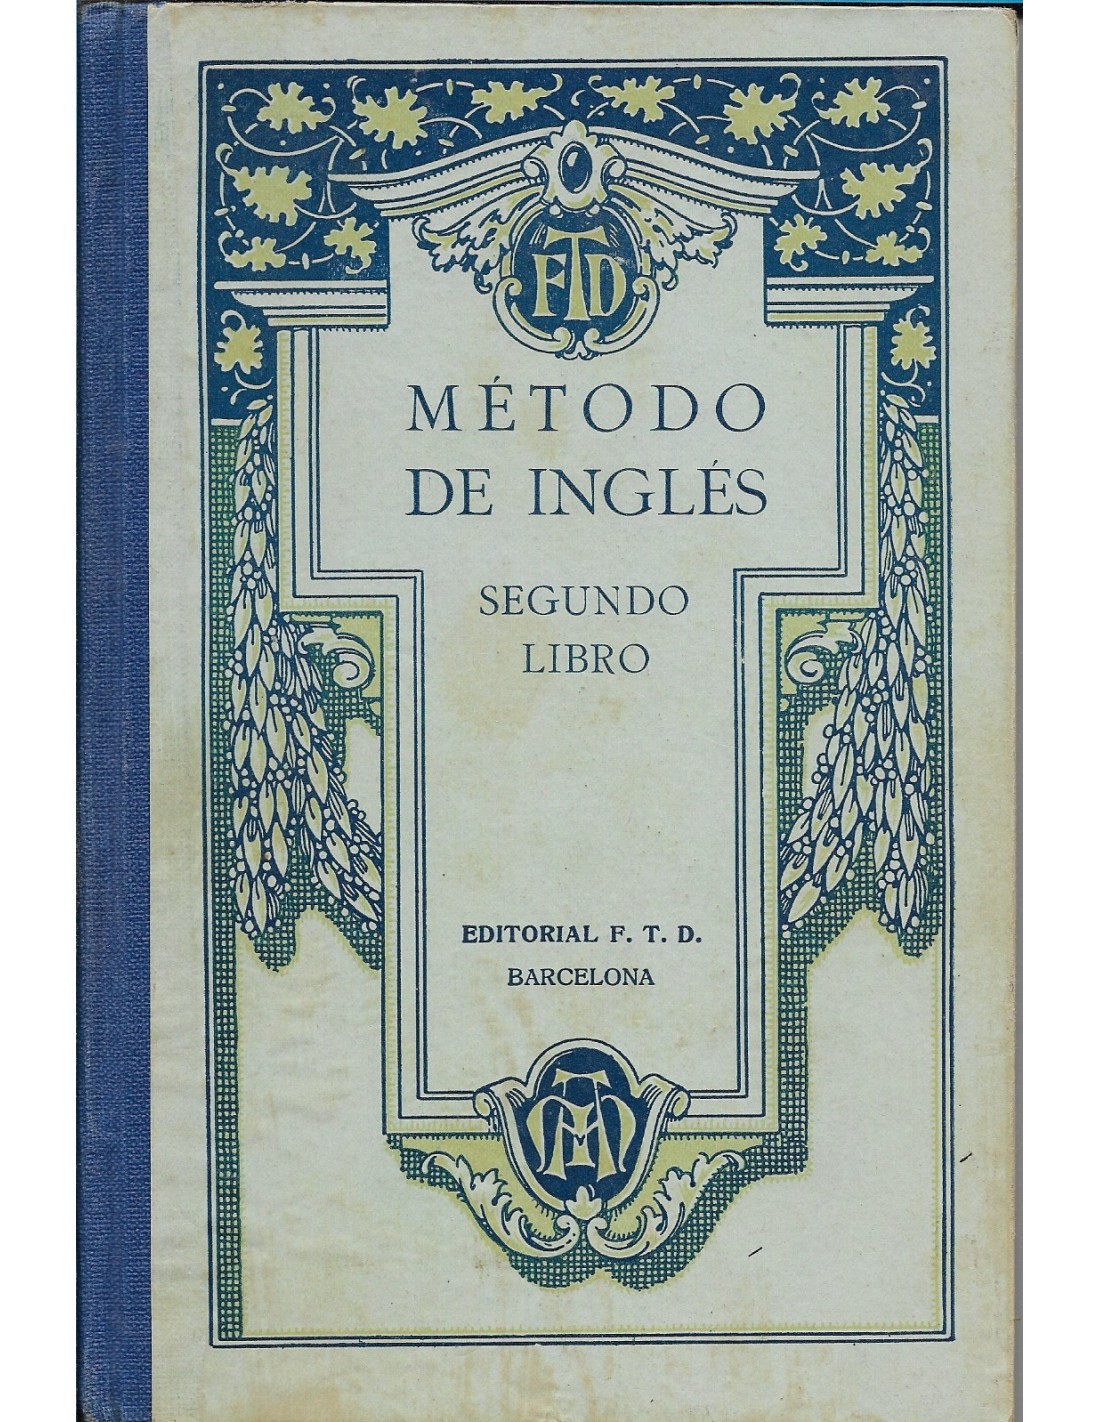 FTD
MÉTODO
DE INGLÉS
SEGUNDO
LIBRO
EDITORIAL F. T. D.
BARCELONA